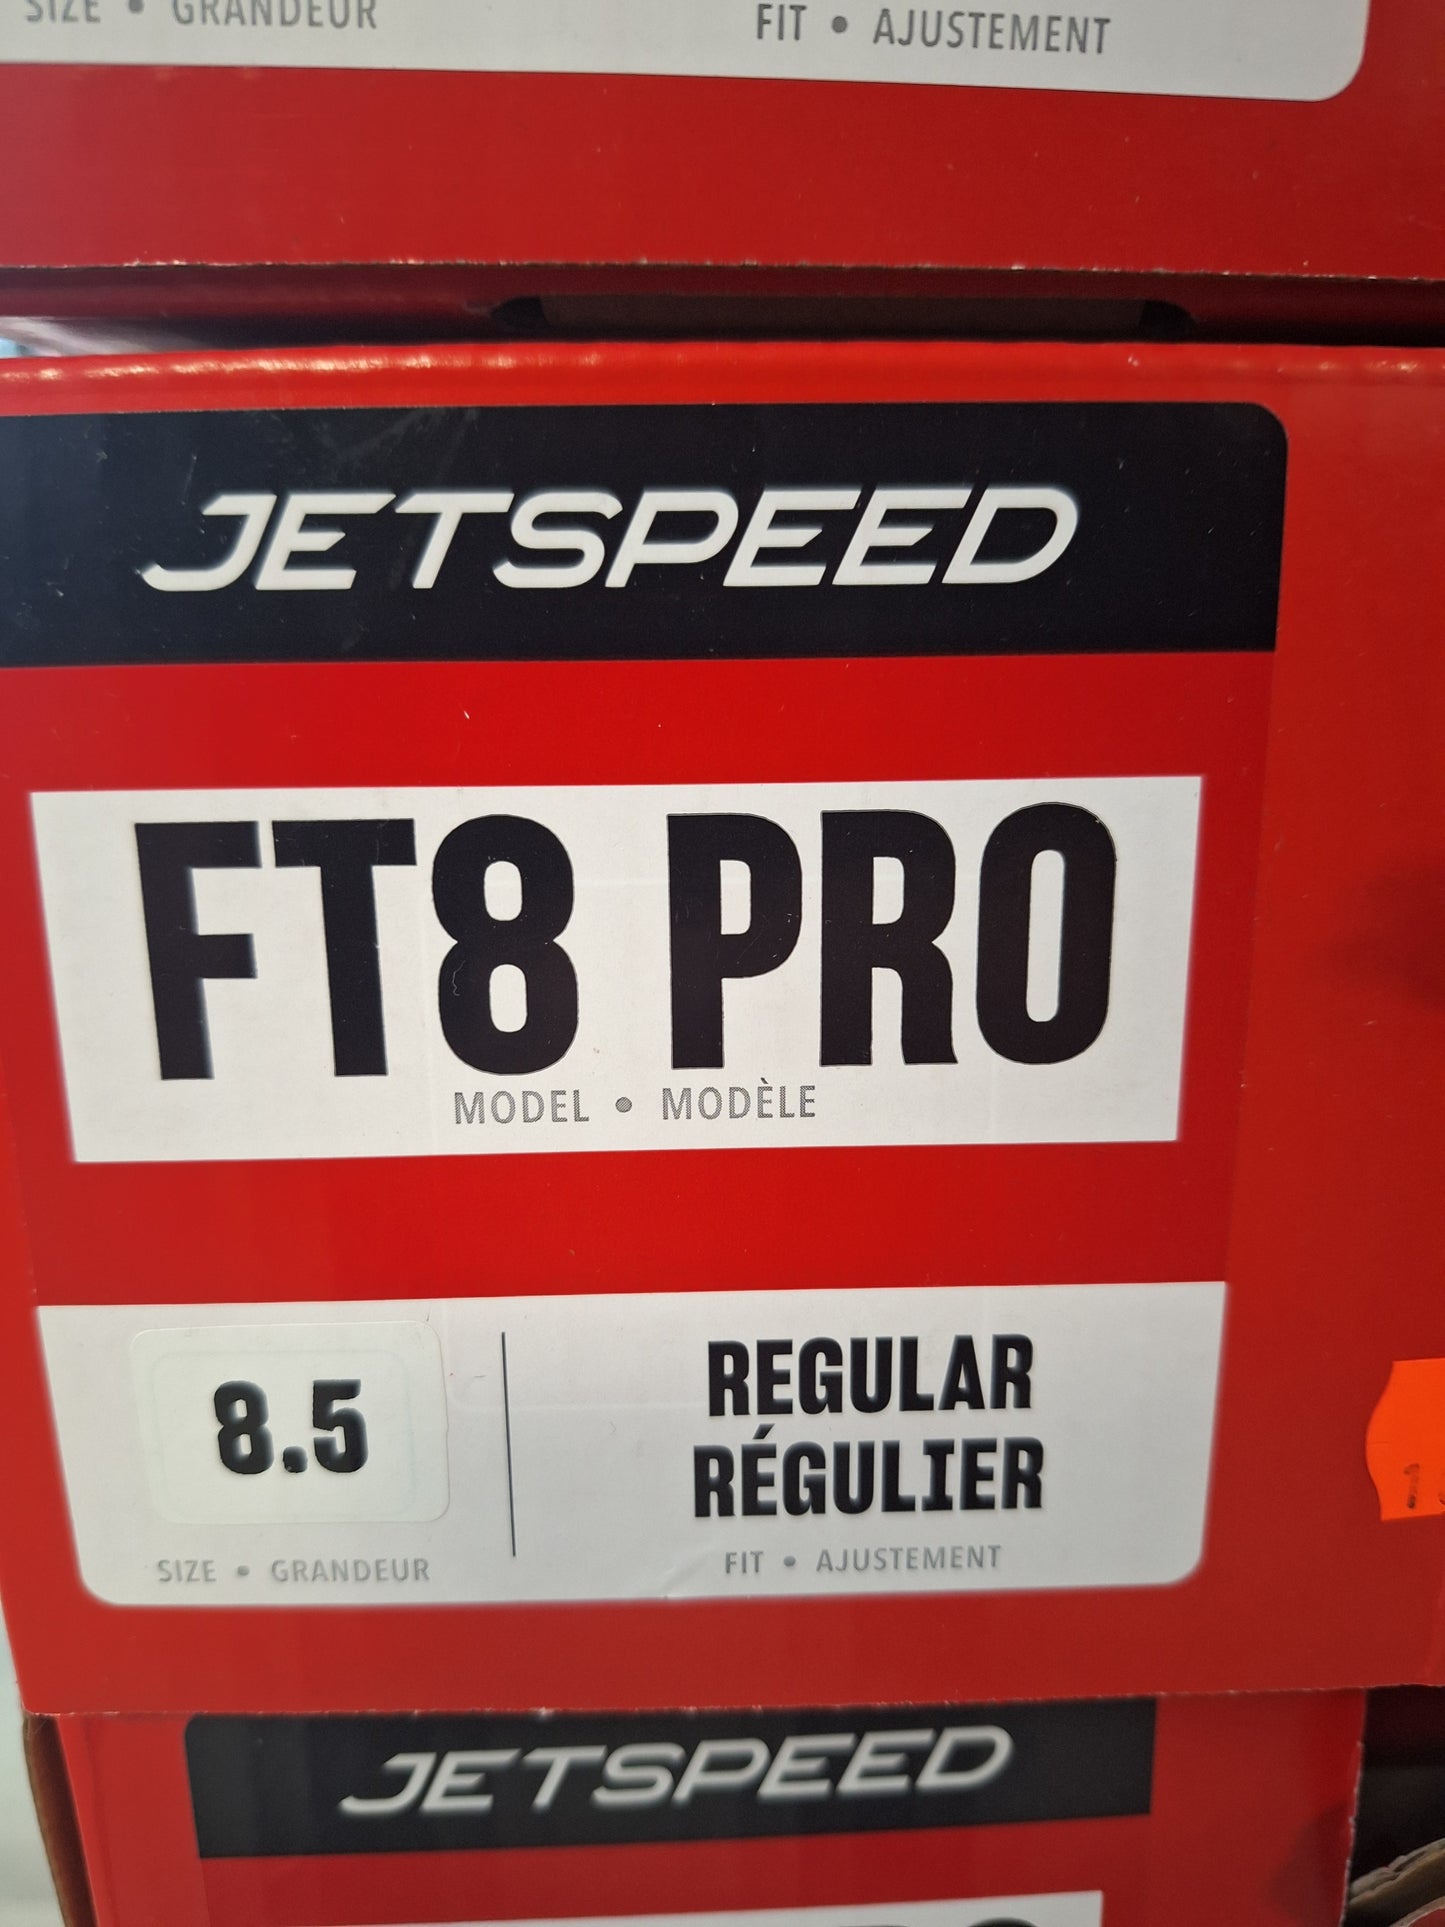 SIZE • GRANDEUR
FIT • AJUSTEMENT
JETSPEED
FT8 PRO
MODEL • MODÈLE
8.5
REGULAR
RÉGULIER
SIZE • GRANDEUR
FIT • AJUSTEMENT
JETSPEED